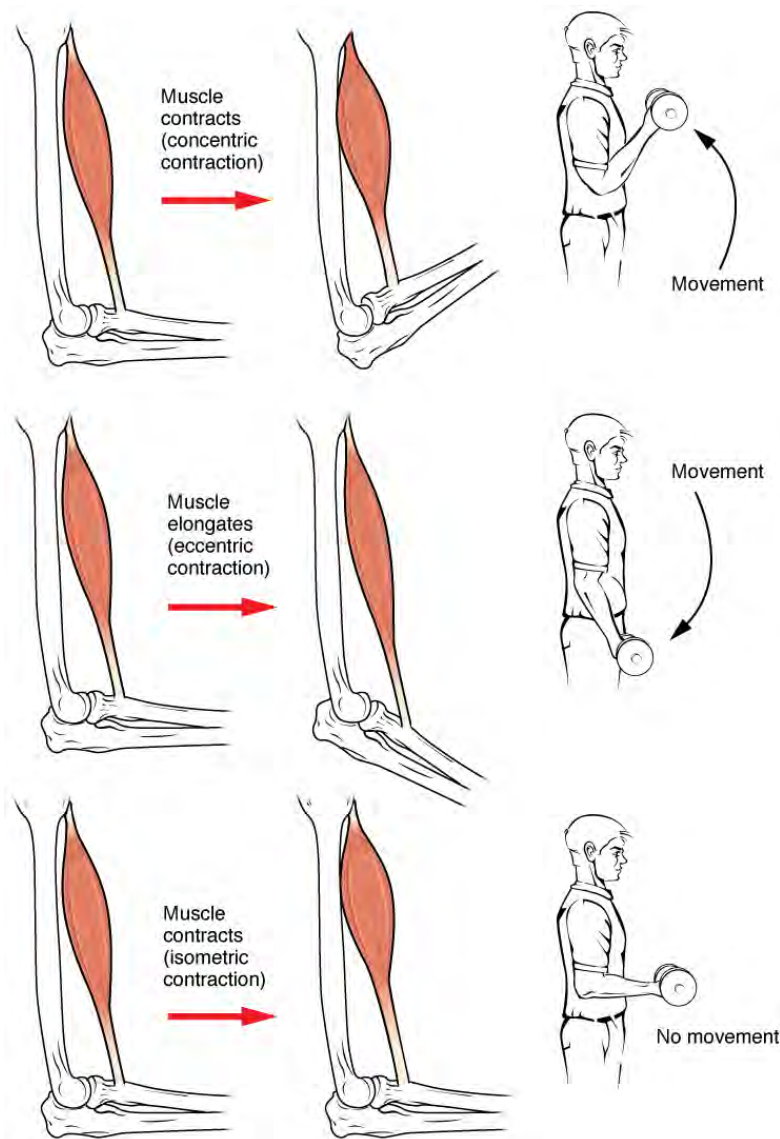 Muscle
contracts
(concentric
contraction)
Movement
Muscle
elongates
(eccentric
contraction)
Movement
Muscle
contracts
(isometric
contraction)
No movement